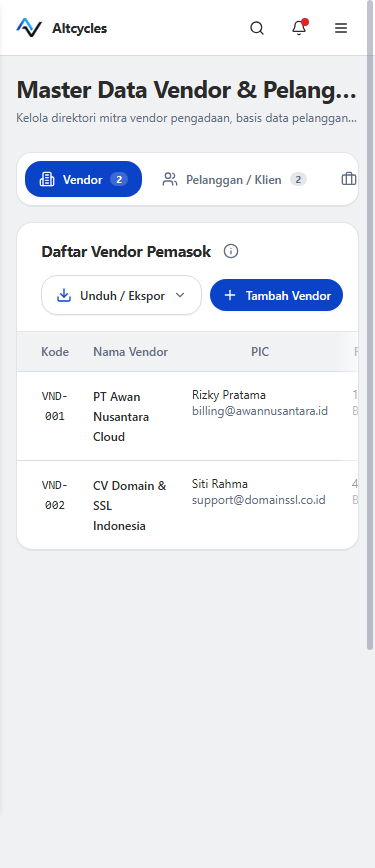 Altcycles
Master Data Vendor & Pelang...
Kelola direktori mitra vendor pengadaan, basis data pelanggan...
Vendor 2
Pelanggan / Klien 2
Daftar Vendor Pemasok
Unduh / Ekspor
Tambah Vendor
Kode Nama Vendor PIC
VND-
001
PT Awan
Nusantara
Cloud
Rizky Pratama
billing@awannusantara.id
VND-
002
CV Domain &
SSL
Indonesia
Siti Rahma
support@domainssl.co.id